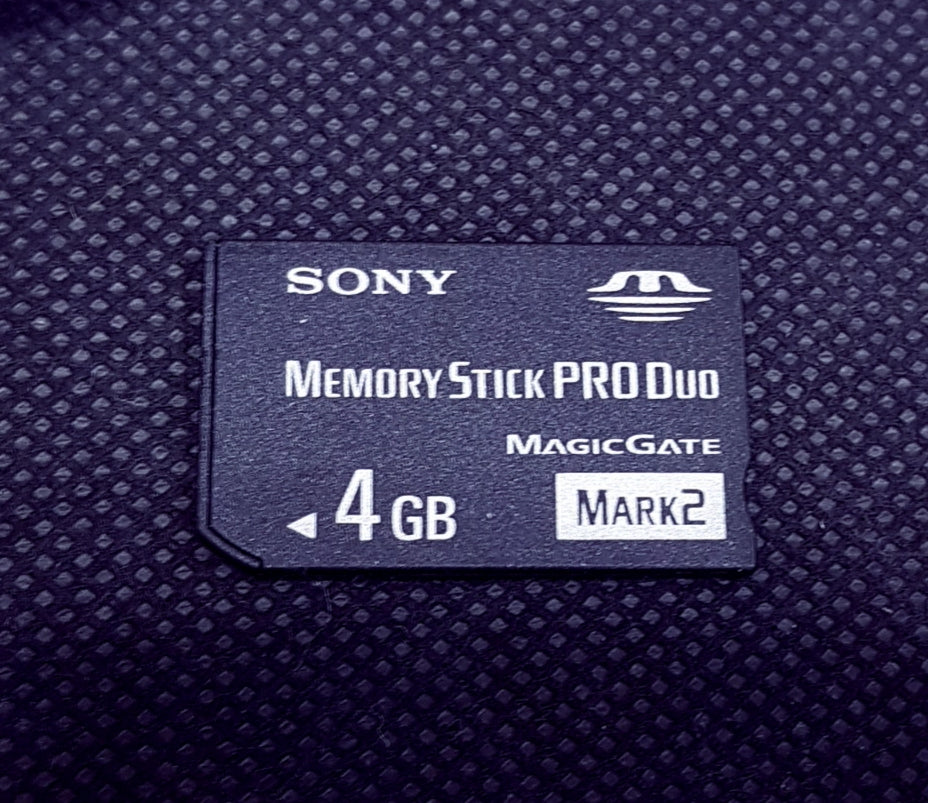 SONY
MEMORY STICK PRO DUO
MAGICGATE
4 GB
MARK2